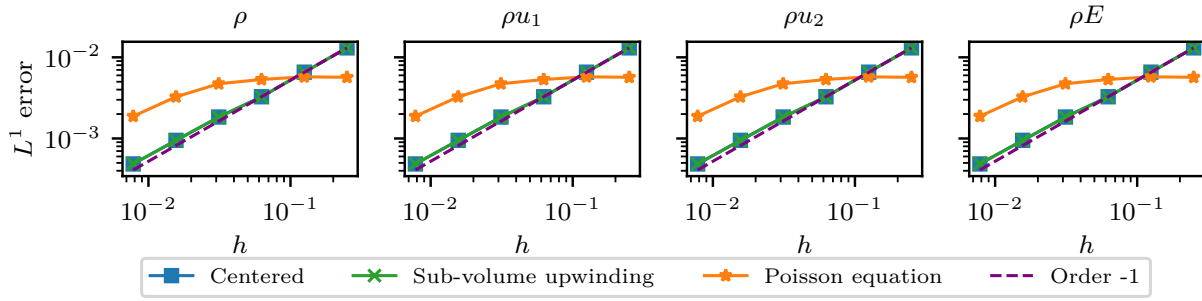 ρ ρu₁ ρu₂ ρE
L¹ error
10⁻²
10⁻³
10⁻² 10⁻¹ 10⁻² 10⁻¹ 10⁻² 10⁻¹ 10⁻² 10⁻¹
h h h h
Centered Sub-volume upwinding Poisson equation Order -1